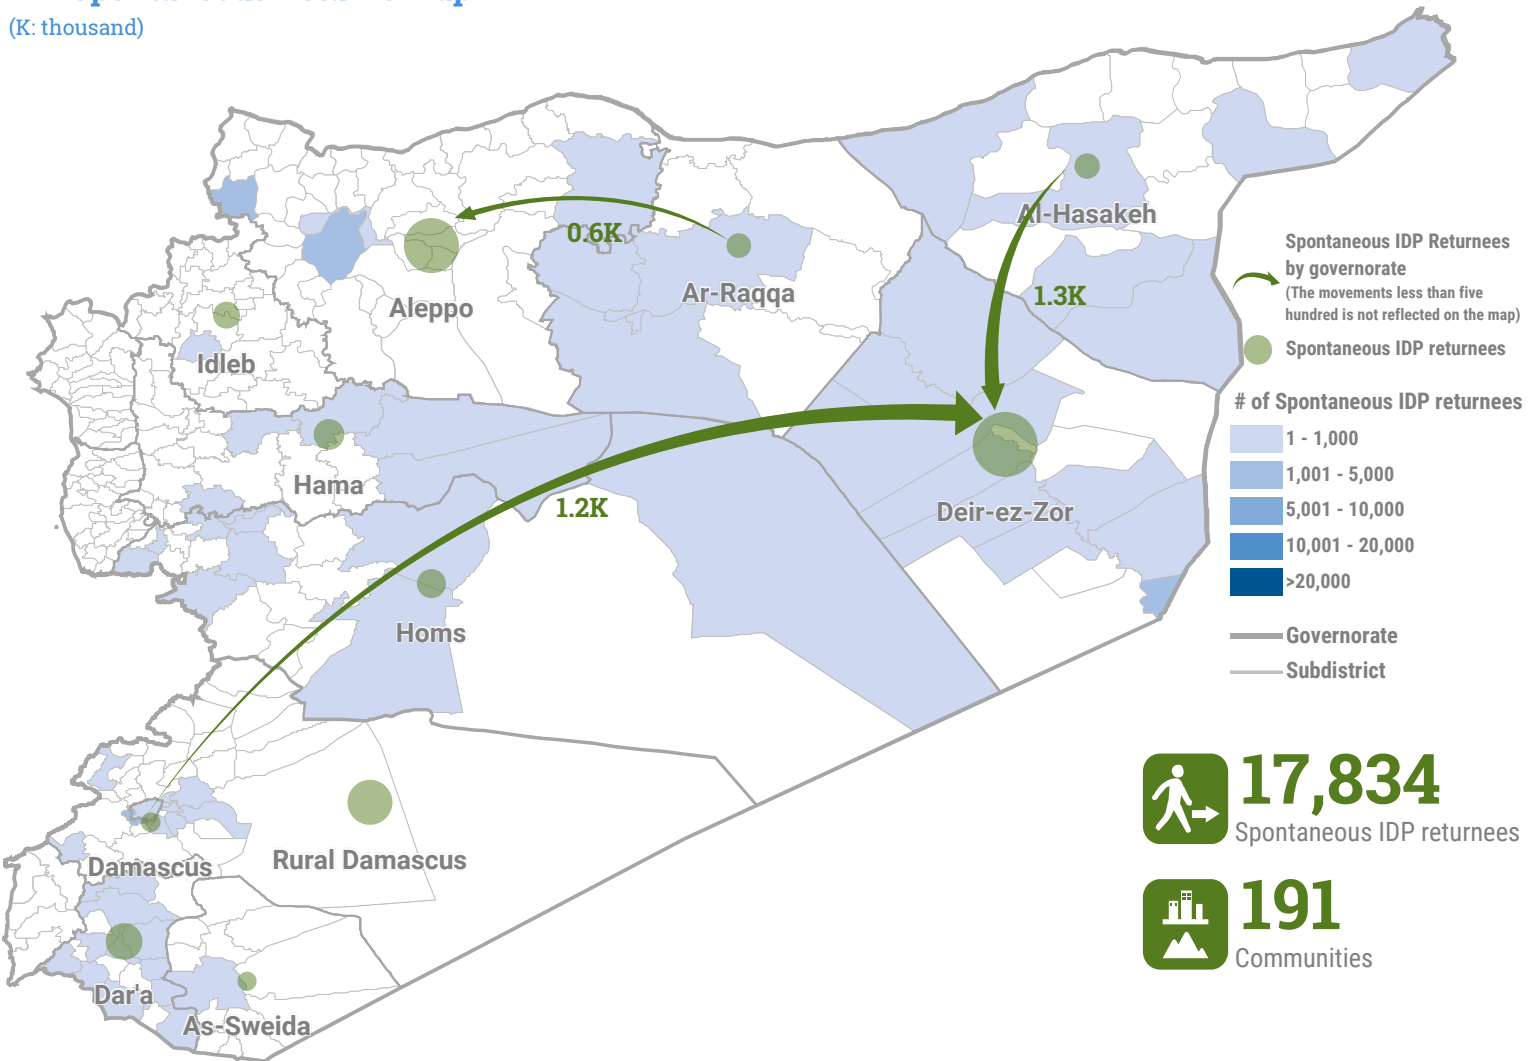 (K: thousand)
Al-Hasakeh
0.6K
Ar-Raqqa
1.3K
Aleppo
Idleb
Hama
1.2K
Deir-ez-Zor
Homs
Rural Damascus
Damascus
Dar'a
As-Sweida
Spontaneous IDP Returnees
by governorate
(The movements less than five
hundred is not reflected on the map)
Spontaneous IDP returnees
# of Spontaneous IDP returnees
1 - 1,000
1,001 - 5,000
5,001 - 10,000
10,001 - 20,000
>20,000
Governorate
Subdistrict
17,834
Spontaneous IDP returnees
191
Communities